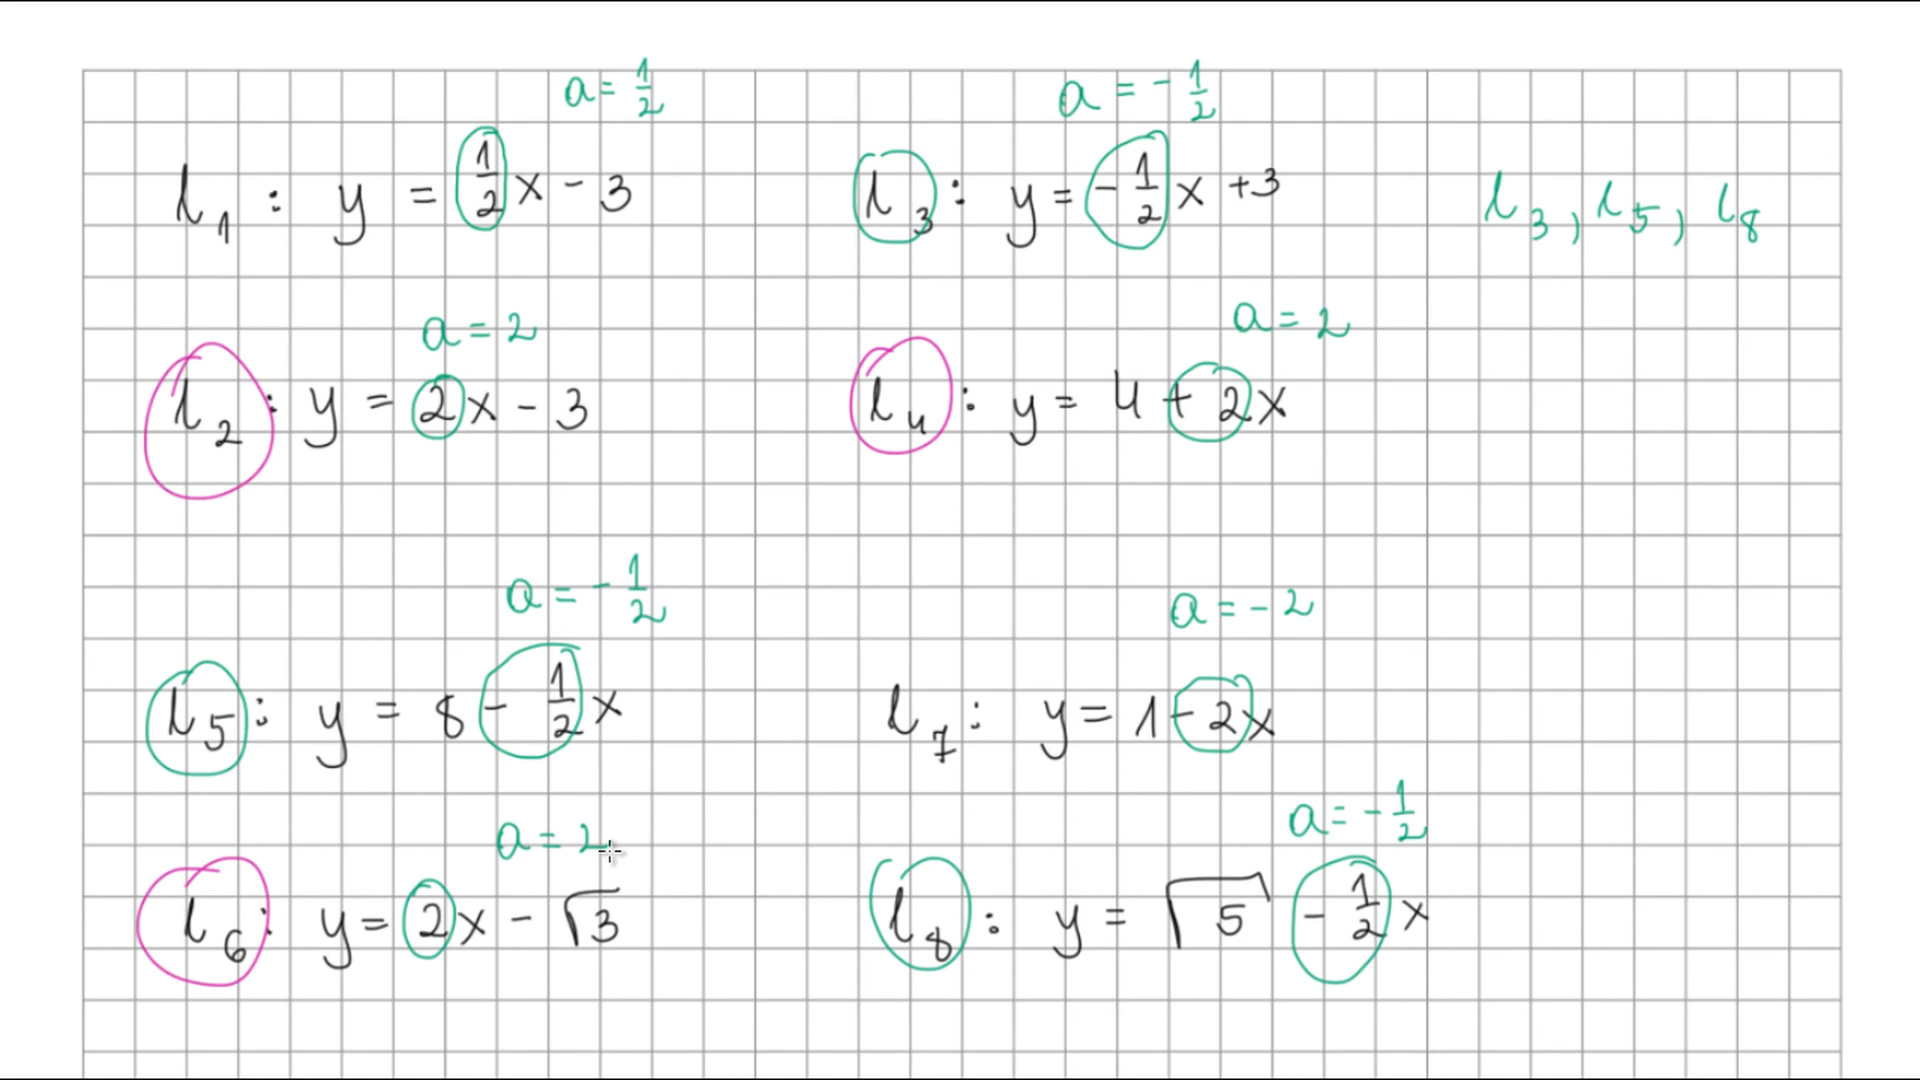 a = 1/2
a = - 1/2
l₁ : y = 1/2 x - 3
l₃ : y = - 1/2 x + 3
l₃, l₅, l₈
a = 2
a = 2
l₂ : y = 2x - 3
l₄ : y = 4 + 2x
a = - 1/2
a = - 2
l₅ : y = 8 - 1/2 x
l₇ : y = 1 - 2x
a = 2
a = - 1/2
l₆ : y = 2x - √3
l₈ : y = √5 - 1/2 x